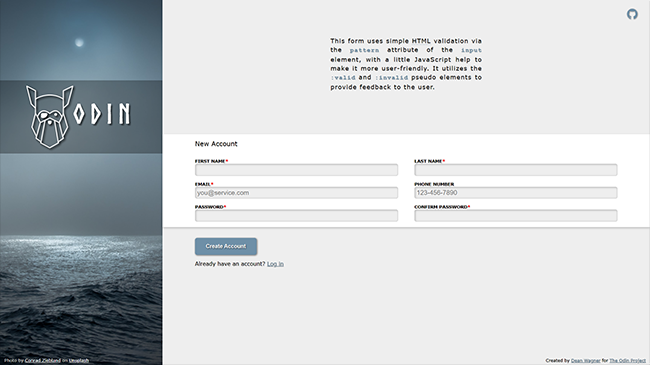 ODIN
This form uses simple HTML validation via
the pattern attribute of the input
element, with a little JavaScript help to
make it more user-friendly. It utilizes the
:valid and :invalid pseudo elements to
provide feedback to the user.
New Account
FIRST NAME*
LAST NAME*
EMAIL*
PHONE NUMBER
you@service.com
123-456-7890
PASSWORD*
CONFIRM PASSWORD*
Create Account
Already have an account? Log in
Photo by Conrad Ziebland on Unsplash
Created by Dean Wagner for The Odin Project